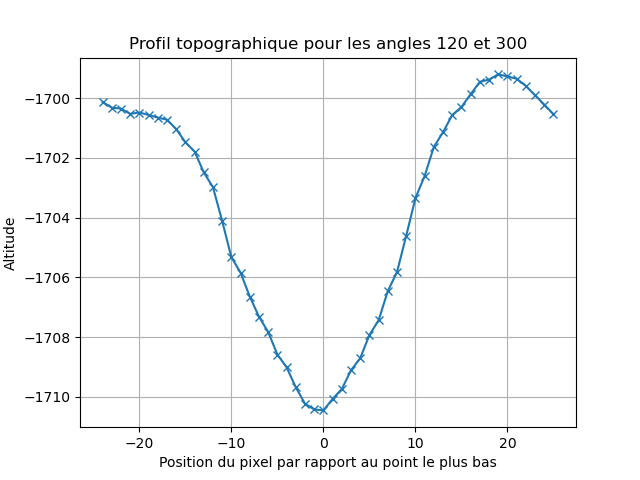 Profil topographique pour les angles 120 et 300
Altitude
−1700
−1702
−1704
−1706
−1708
−1710
−20 −10 0 10 20
Position du pixel par rapport au point le plus bas